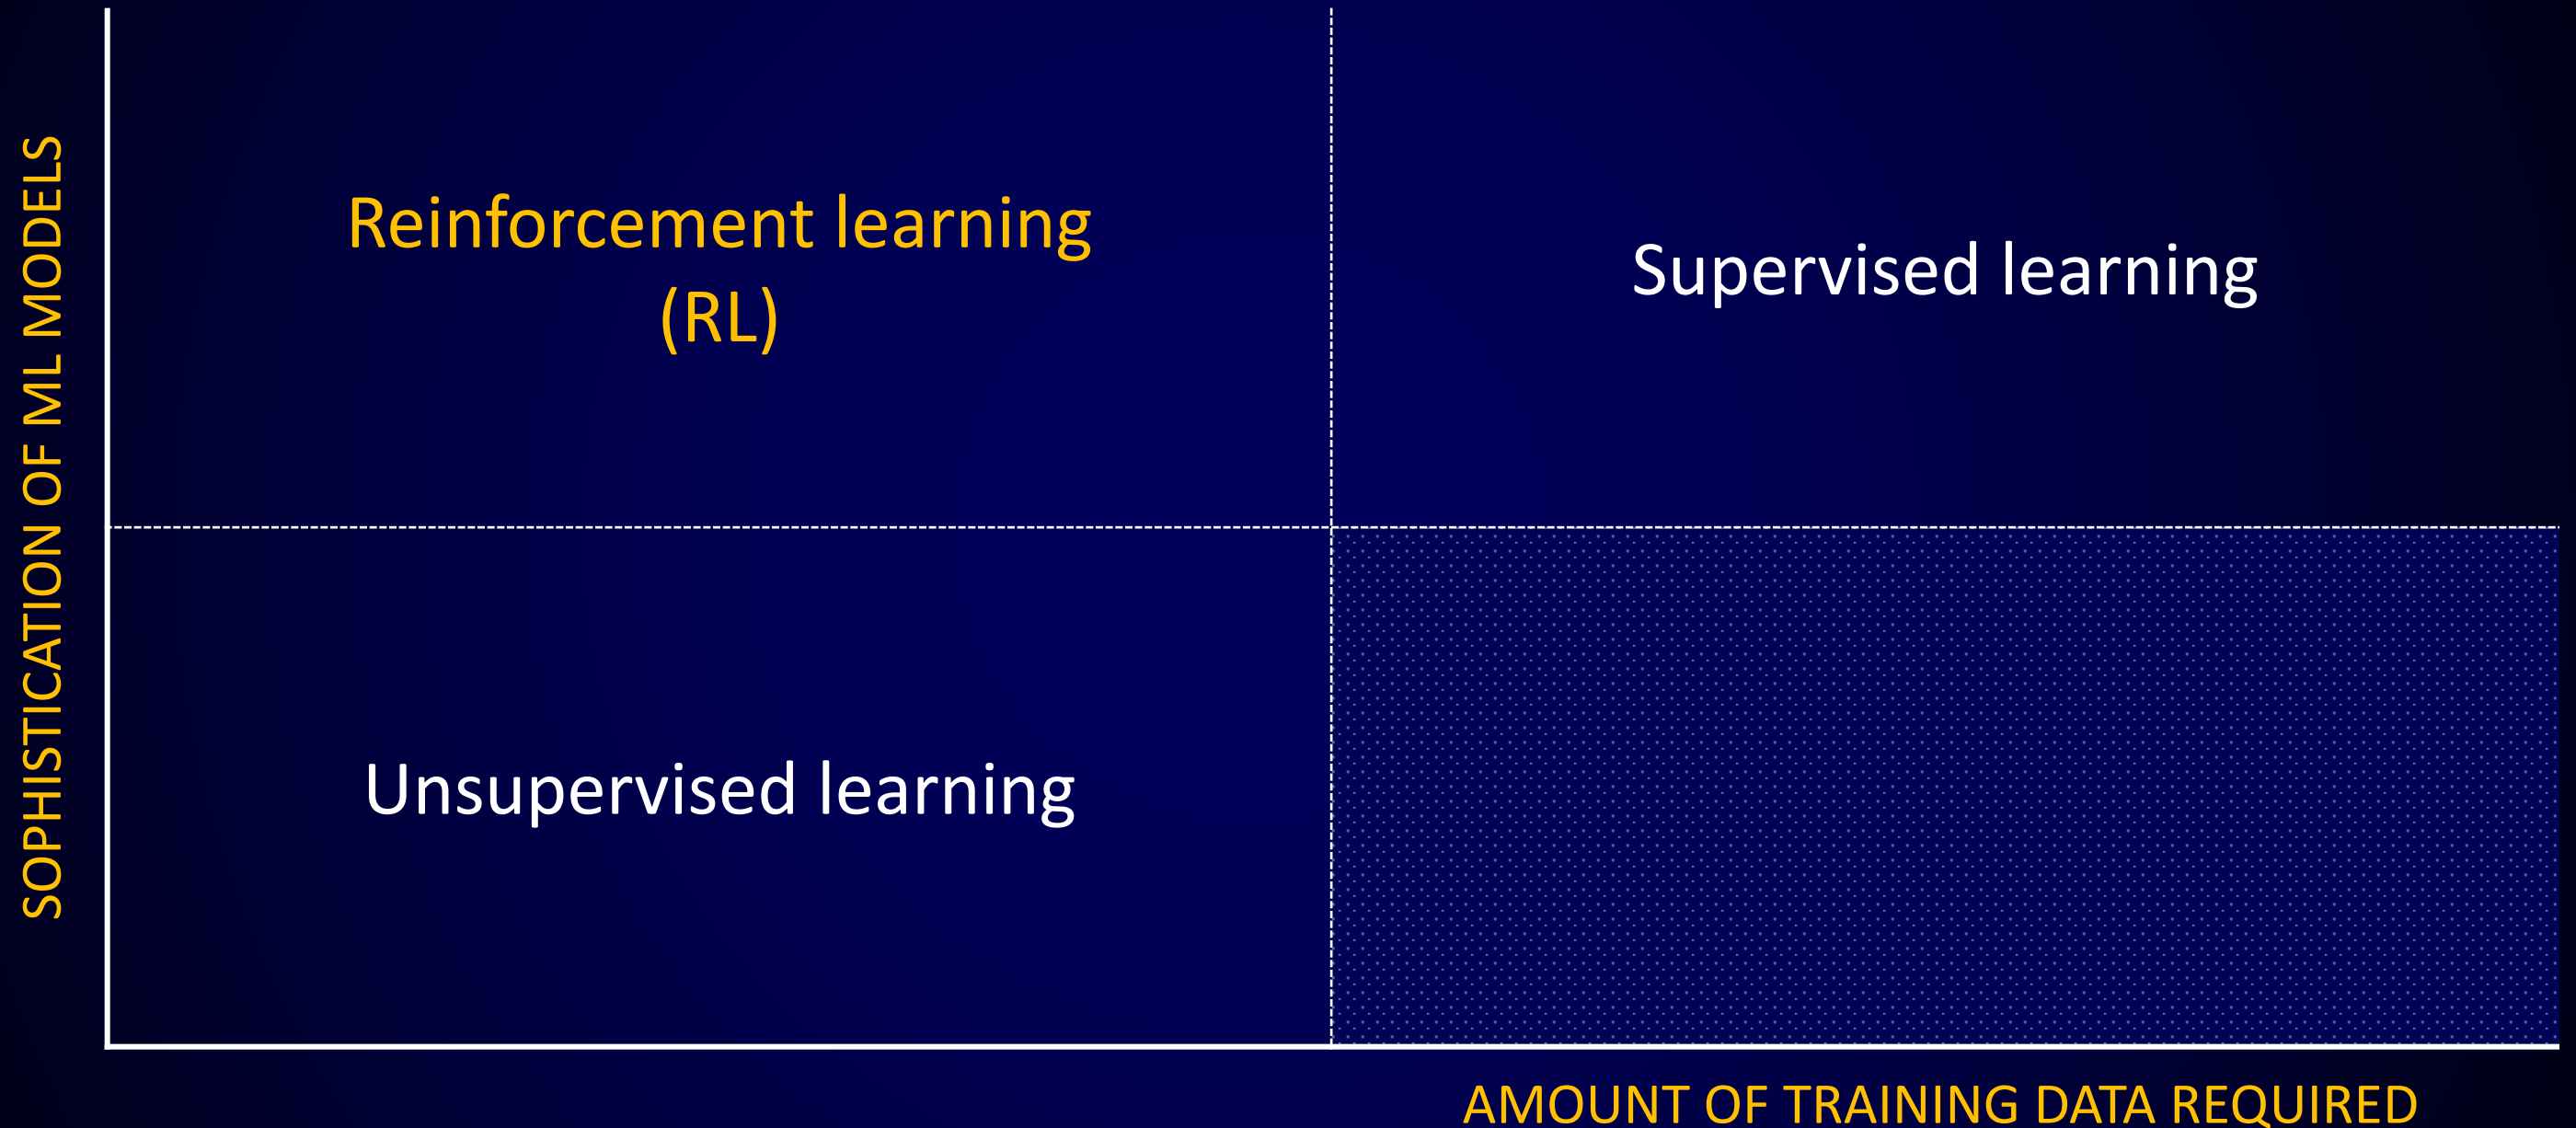 SOPHISTICATION OF ML MODELS
Reinforcement learning
(RL)
Supervised learning
Unsupervised learning
AMOUNT OF TRAINING DATA REQUIRED